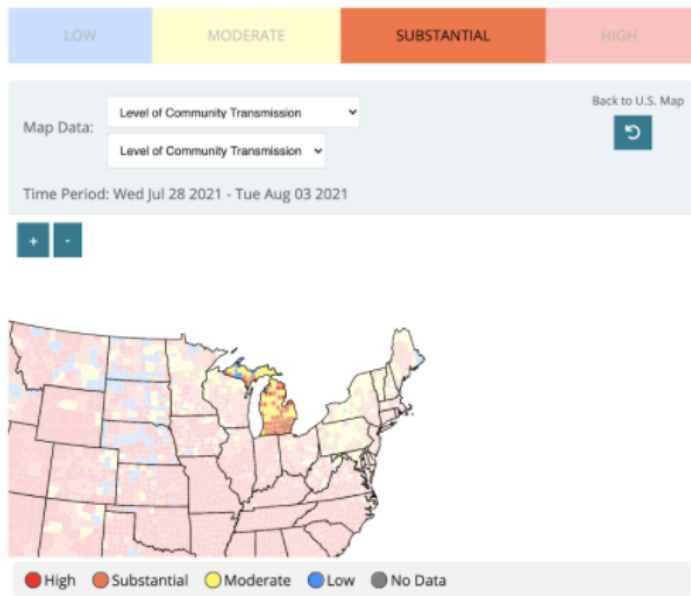 LOW MODERATE SUBSTANTIAL HIGH
Back to U.S. Map
Map Data: Level of Community Transmission
Level of Community Transmission
Time Period: Wed Jul 28 2021 - Tue Aug 03 2021
+ -
High Substantial Moderate Low No Data